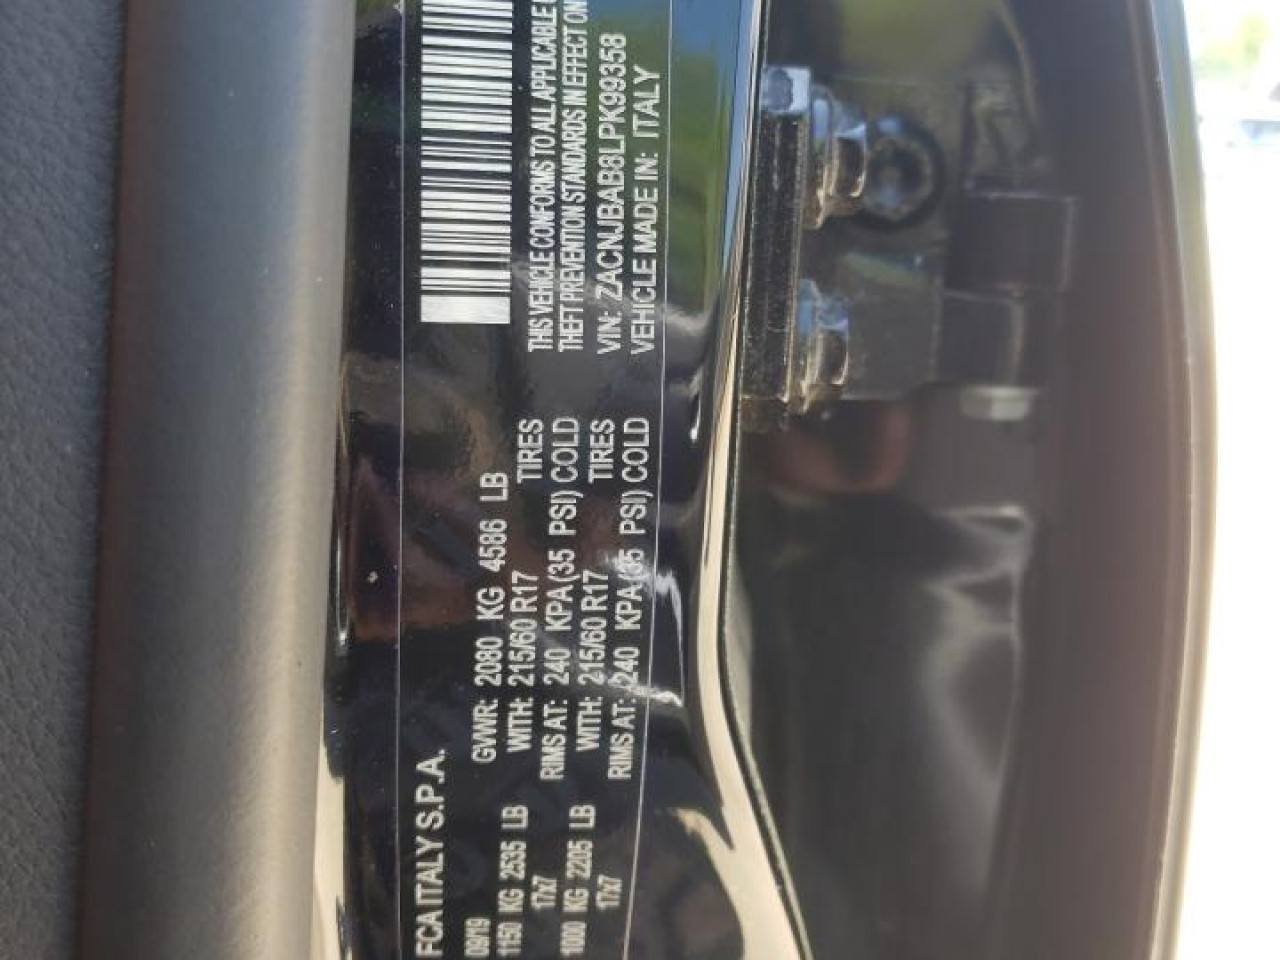 FCA ITALY S.P.A.
09/19 GVWR: 2080 KG 4586 LB
1150 KG 2535 LB WITH: 215/60 R17 TIRES
17x7 RIMS AT: 240 KPA (35 PSI) COLD
1000 KG 2205 LB WITH: 215/60 R17 TIRES
17x7 RIMS AT: 240 KPA (35 PSI) COLD
THIS VEHICLE CONFORMS TO ALL APPLICABLE
THEFT PREVENTION STANDARDS IN EFFECT ON
VIN: ZACNJBAB8LPK99358
VEHICLE MADE IN: ITALY